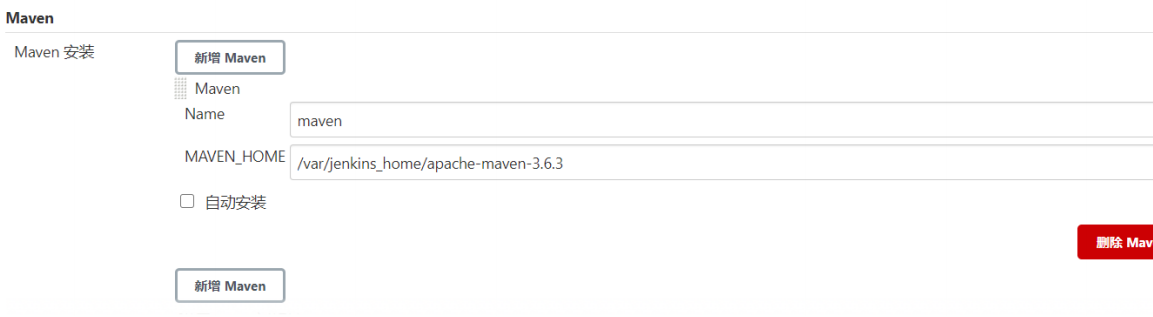 Maven
Maven 安装
新增 Maven
Maven
Name
maven
MAVEN_HOME
/var/jenkins_home/apache-maven-3.6.3
自动安装
删除 Mav
新增 Maven